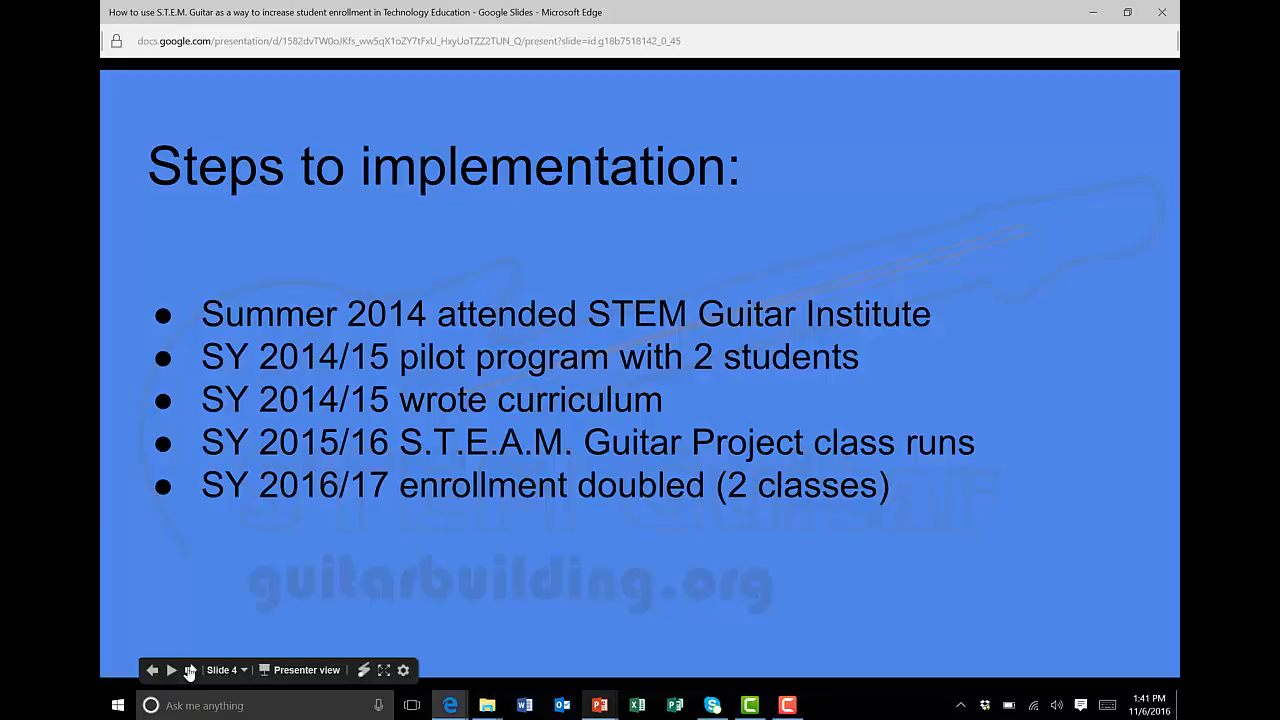 How to use S.T.E.M. Guitar as a way to increase student enrollment in Technology Education - Google Slides - Microsoft Edge
docs.google.com/presentation/d/1582dvTW0oJKfs_ww5qX1oZY7tFxU_HxyUoTZZ2TUN_Q/present?slide=id.g18b7518142_0_45
Steps to implementation:
● Summer 2014 attended STEM Guitar Institute
● SY 2014/15 pilot program with 2 students
● SY 2014/15 wrote curriculum
● SY 2015/16 S.T.E.A.M. Guitar Project class runs
● SY 2016/17 enrollment doubled (2 classes)
STEM Guitar
guitarbuilding.org
Slide 4
Presenter view
Ask me anything
1:41 PM
11/6/2016